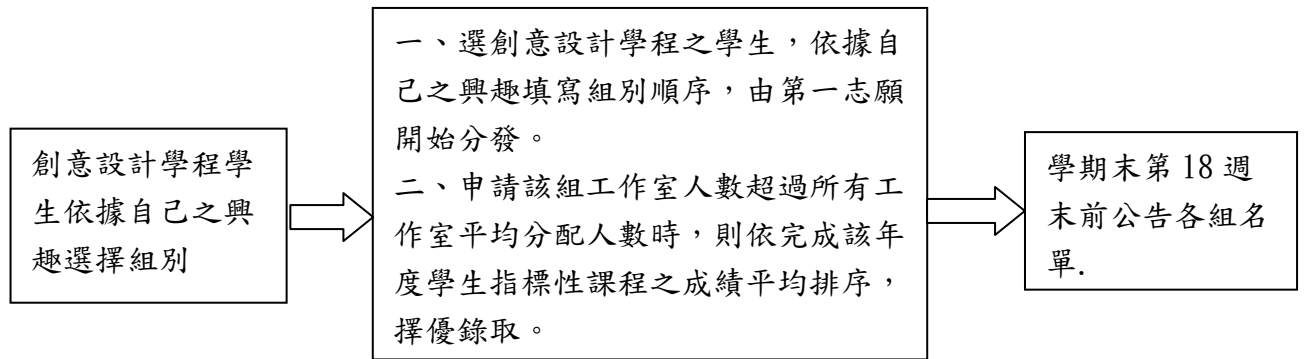 創意設計學程學
生依據自己之興
趣選擇組別
一、選創意設計學程之學生，依據自
己之興趣填寫組別順序，由第一志願
開始分發。
二、申請該組工作室人數超過所有工
作室平均分配人數時，則依完成該年
度學生指標性課程之成績平均排序，
擇優錄取。
學期末第 18 週
末前公告各組名
單.